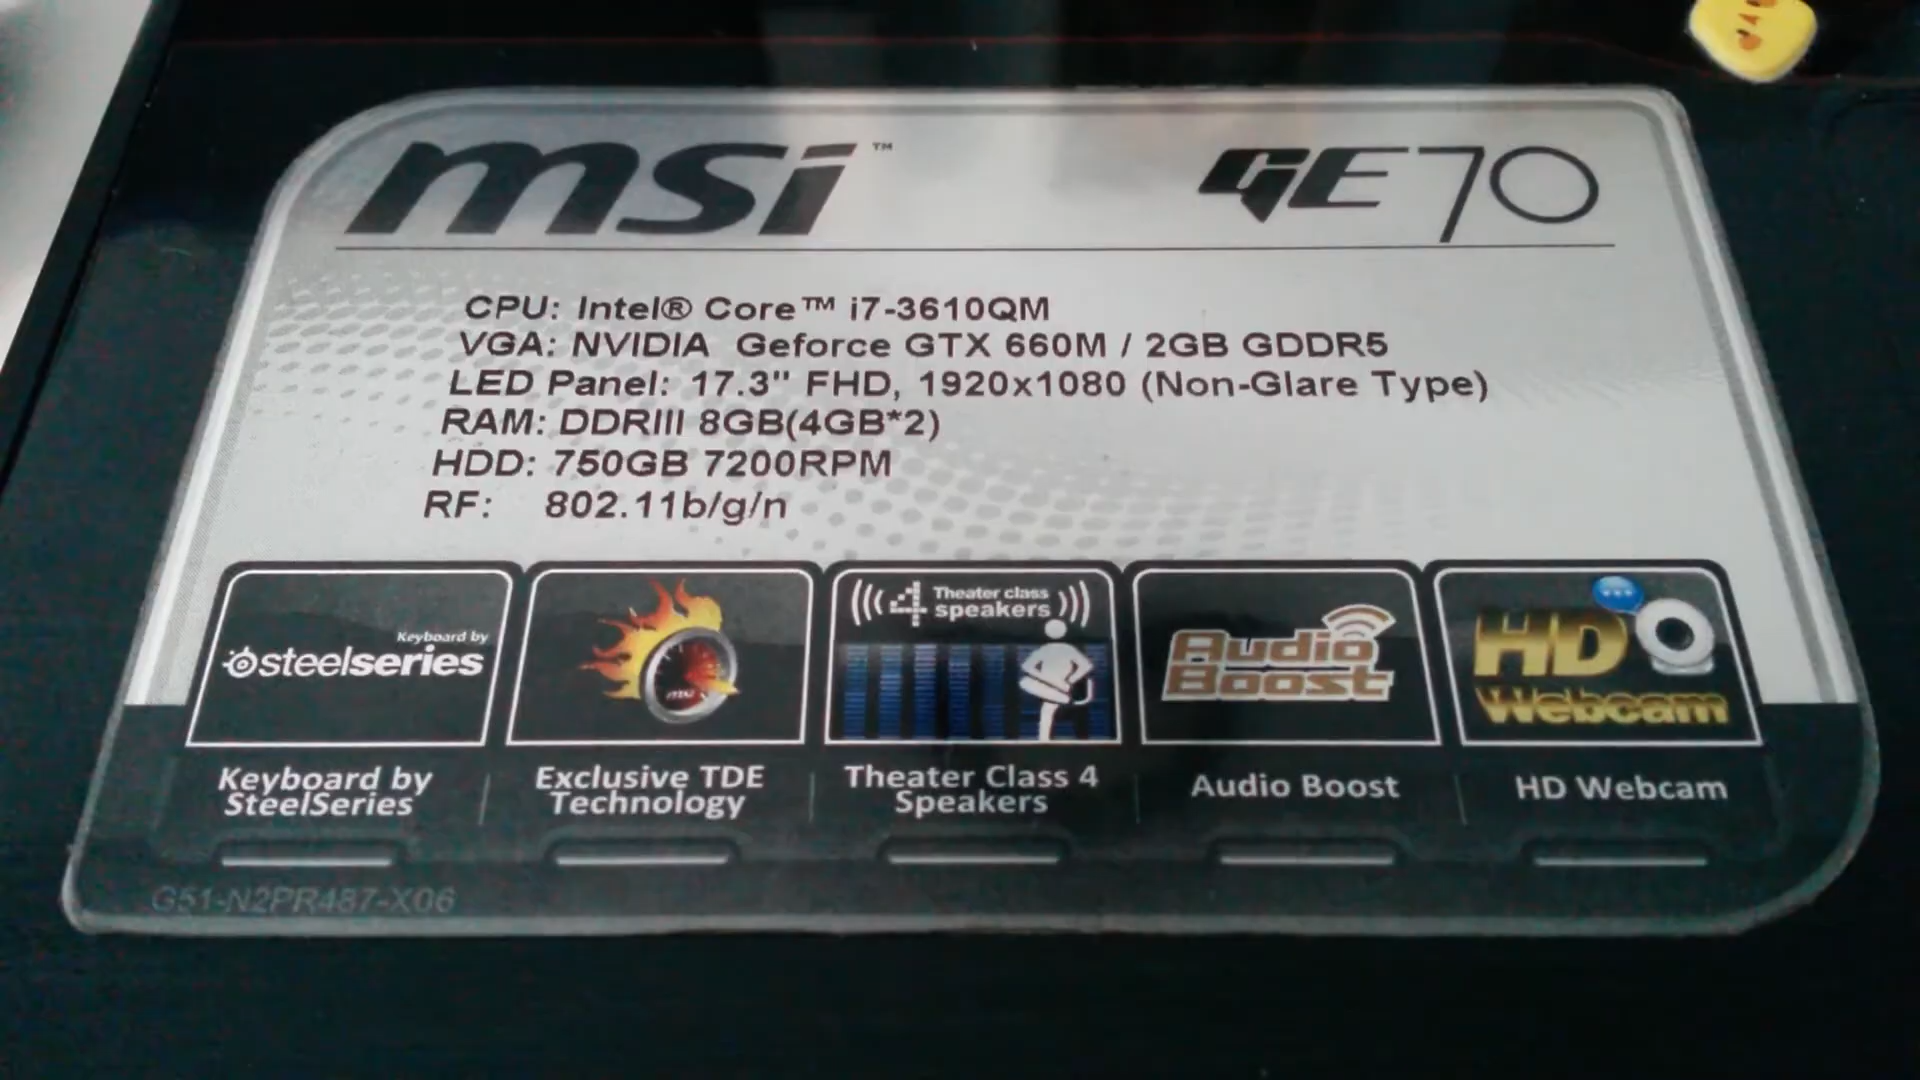 msi™ GE70
CPU: Intel® Core™ i7-3610QM
VGA: NVIDIA Geforce GTX 660M / 2GB GDDR5
LED Panel: 17.3" FHD, 1920x1080 (Non-Glare Type)
RAM: DDRIII 8GB(4GB*2)
HDD: 750GB 7200RPM
RF: 802.11b/g/n
Keyboard by
steelseries
msi
4 Theater class
speakers
Audio
Boost
HD
Webcam
Keyboard by
SteelSeries
Exclusive TDE
Technology
Theater Class 4
Speakers
Audio Boost
HD Webcam
G51-N2PR487-X06